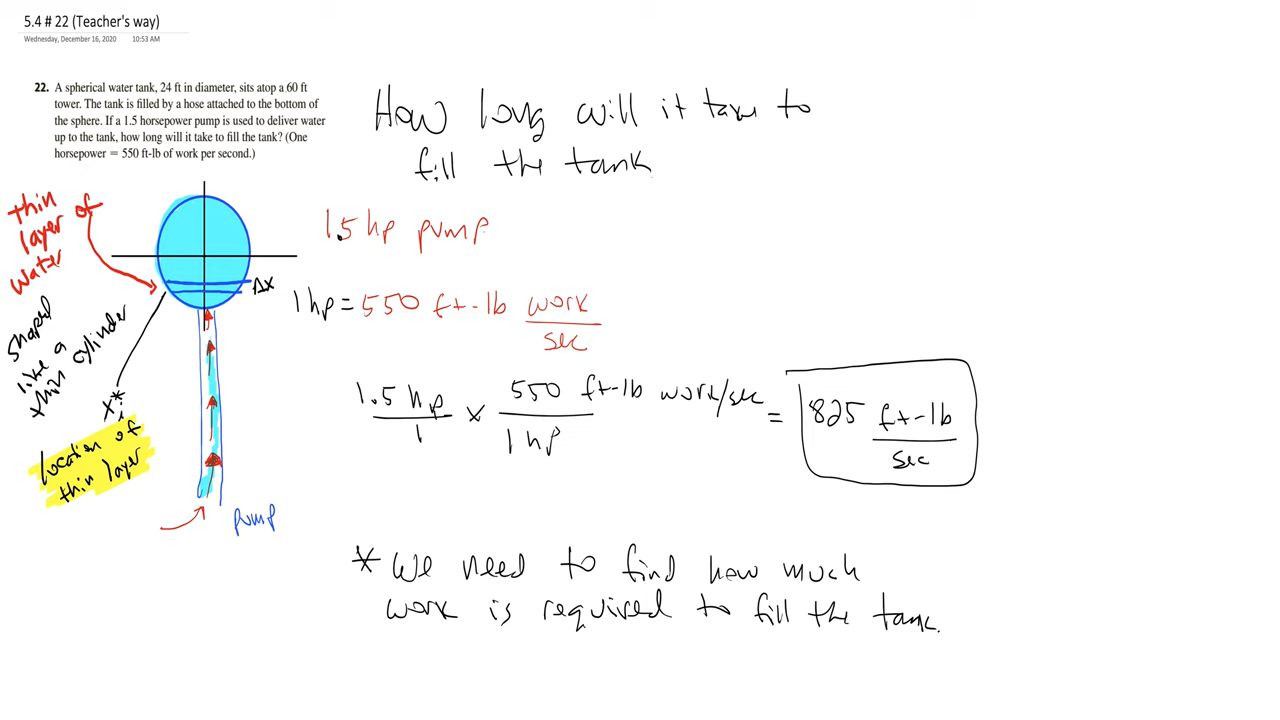 5.4 # 22 (Teacher's way)
Wednesday, December 16, 2020 10:53 AM
22. A spherical water tank, 24 ft in diameter, sits atop a 60 ft
tower. The tank is filled by a hose attached to the bottom of
the sphere. If a 1.5 horsepower pump is used to deliver water
up to the tank, how long will it take to fill the tank? (One
horsepower = 550 ft-lb of work per second.)
How long will it take to
fill the tank
thin
layer of
water
shaped
like a
thin cylinder
x*
location of
thin layer
Δx
pump
1.5 hp pump
1 hp = 550 ft-lb work
sec
1.5 hp × 550 ft-lb work/sec = 825 ft-lb
1 1 hp sec
* We need to find how much
work is required to fill the tank.